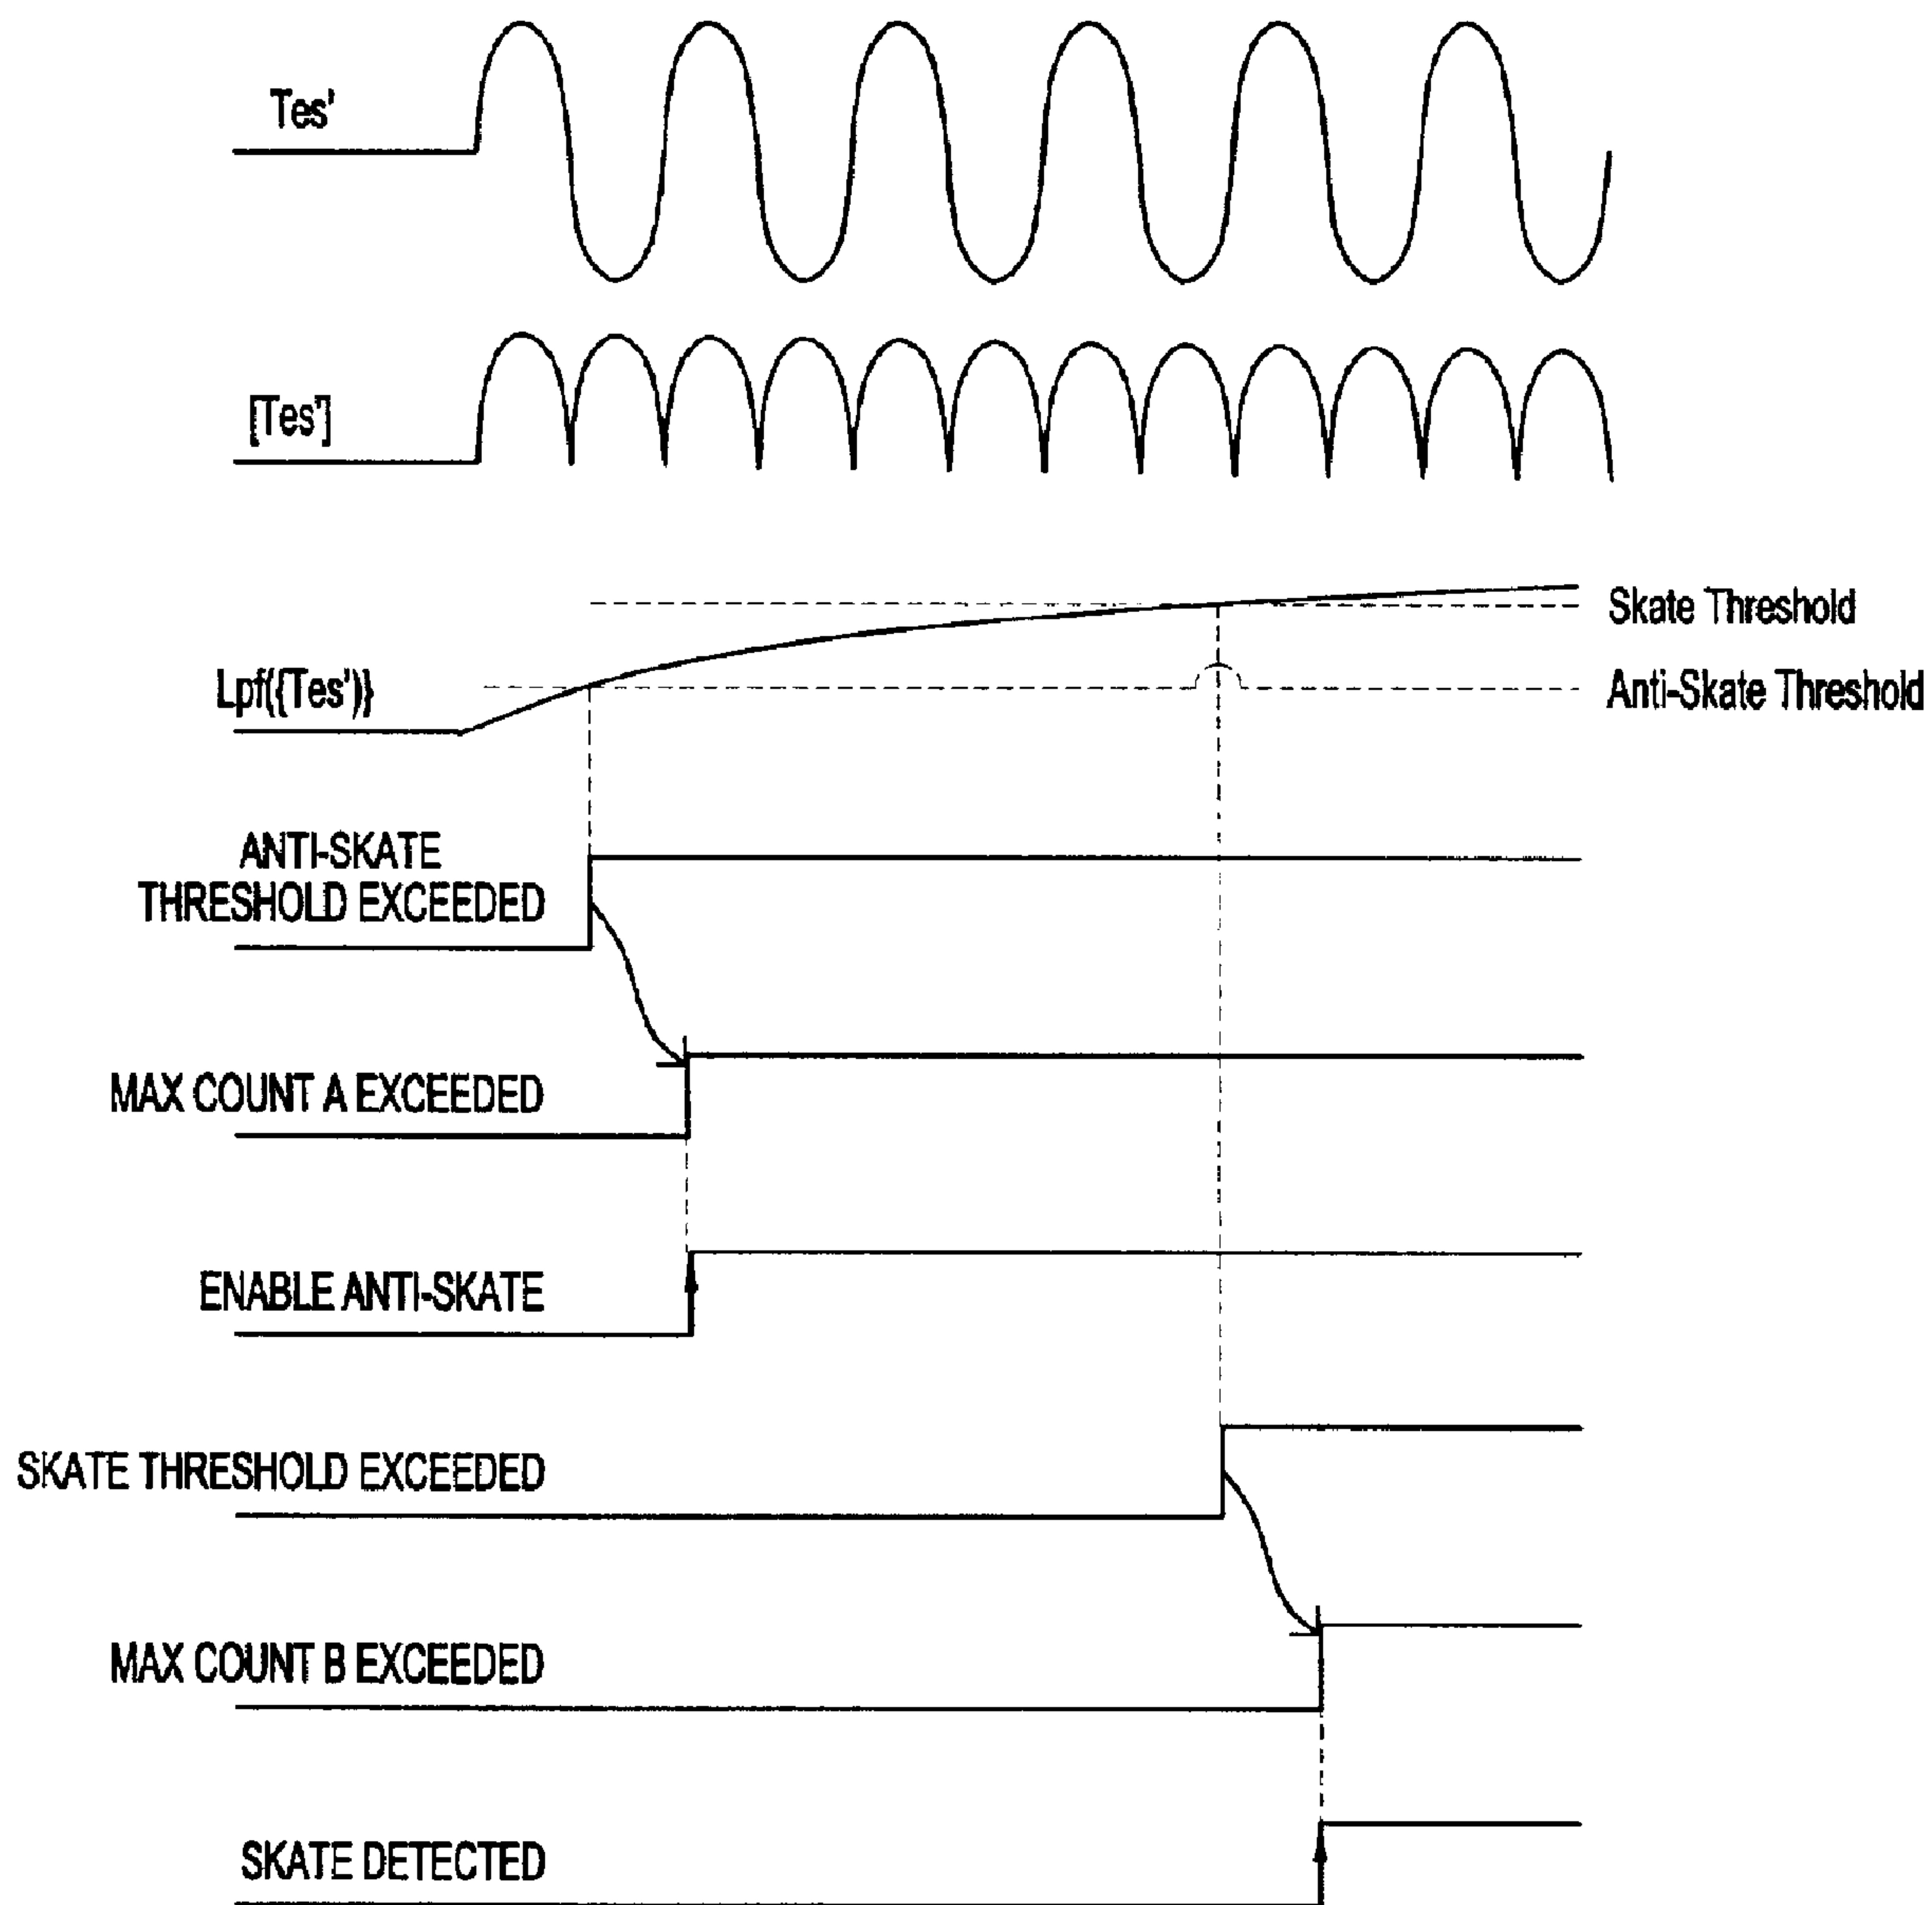 Tes'
[Tes']
Skate Threshold
Lpf({Tes')}
Anti-Skate Threshold
ANTI-SKATE
THRESHOLD EXCEEDED
MAX COUNT A EXCEEDED
ENABLE ANTI-SKATE
SKATE THRESHOLD EXCEEDED
MAX COUNT B EXCEEDED
SKATE DETECTED